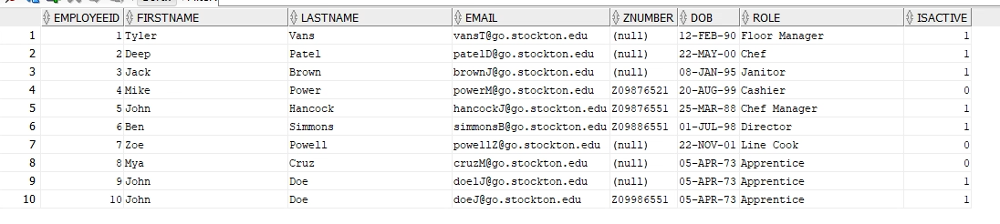 EMPLOYEEID FIRSTNAME LASTNAME EMAIL ZNUMBER DOB ROLE ISACTIVE
1 1 Tyler Vans vansT@go.stockton.edu (null) 12-FEB-90 Floor Manager 1
2 2 Deep Patel patelD@go.stockton.edu (null) 22-MAY-00 Chef 1
3 3 Jack Brown brownJ@go.stockton.edu (null) 08-JAN-95 Janitor 1
4 4 Mike Power powerM@go.stockton.edu Z09876521 20-AUG-99 Cashier 0
5 5 John Hancock hancockJ@go.stockton.edu Z09876551 25-MAR-88 Chef Manager 1
6 6 Ben Simmons simmonsB@go.stockton.edu Z09886551 01-JUL-98 Director 1
7 7 Zoe Powell powellZ@go.stockton.edu (null) 22-NOV-01 Line Cook 0
8 8 Mya Cruz cruzM@go.stockton.edu (null) 05-APR-73 Apprentice 0
9 9 John Doe doelJ@go.stockton.edu (null) 05-APR-73 Apprentice 1
10 10 John Doe doeJ@go.stockton.edu Z09986551 05-APR-73 Apprentice 1